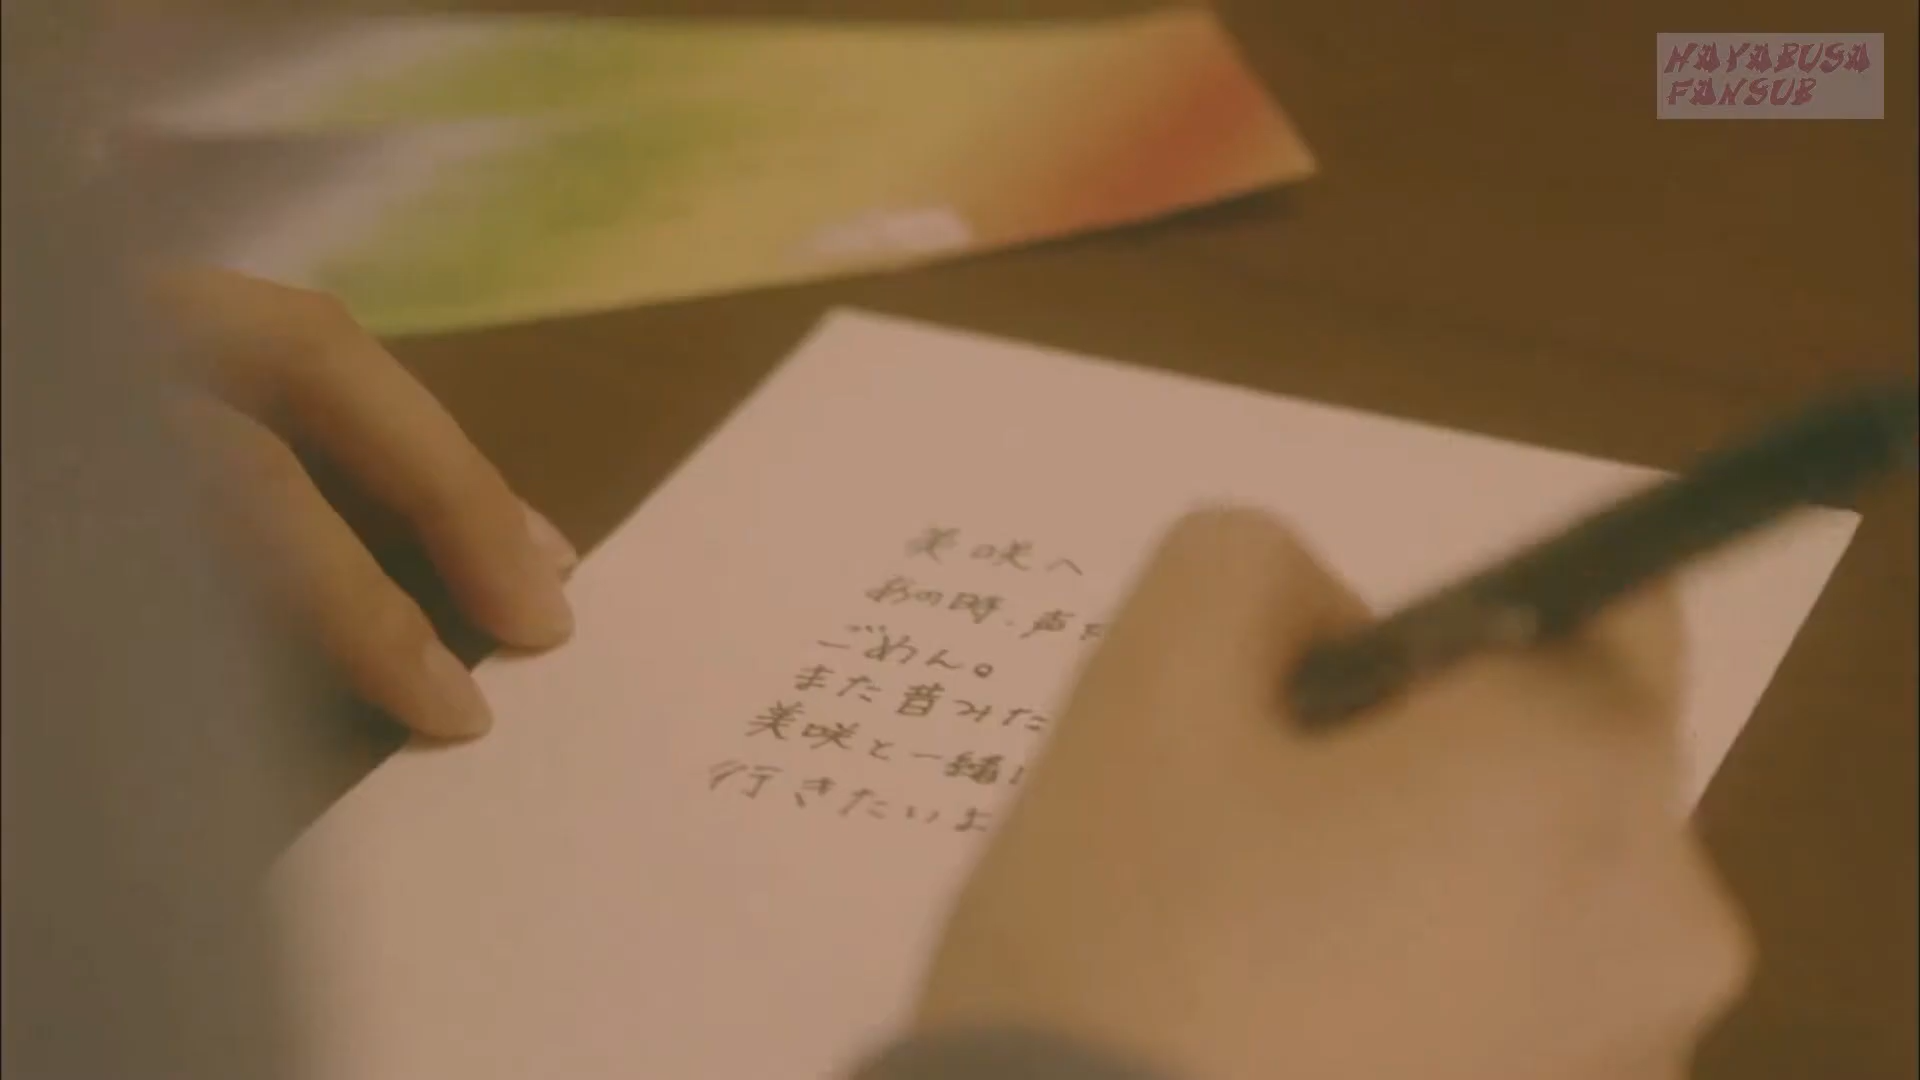 HAYABUSA
FANSUB
美咲へ
あの時、声
ごめん。
また昔みた
美咲と一緒に
行きたいよ